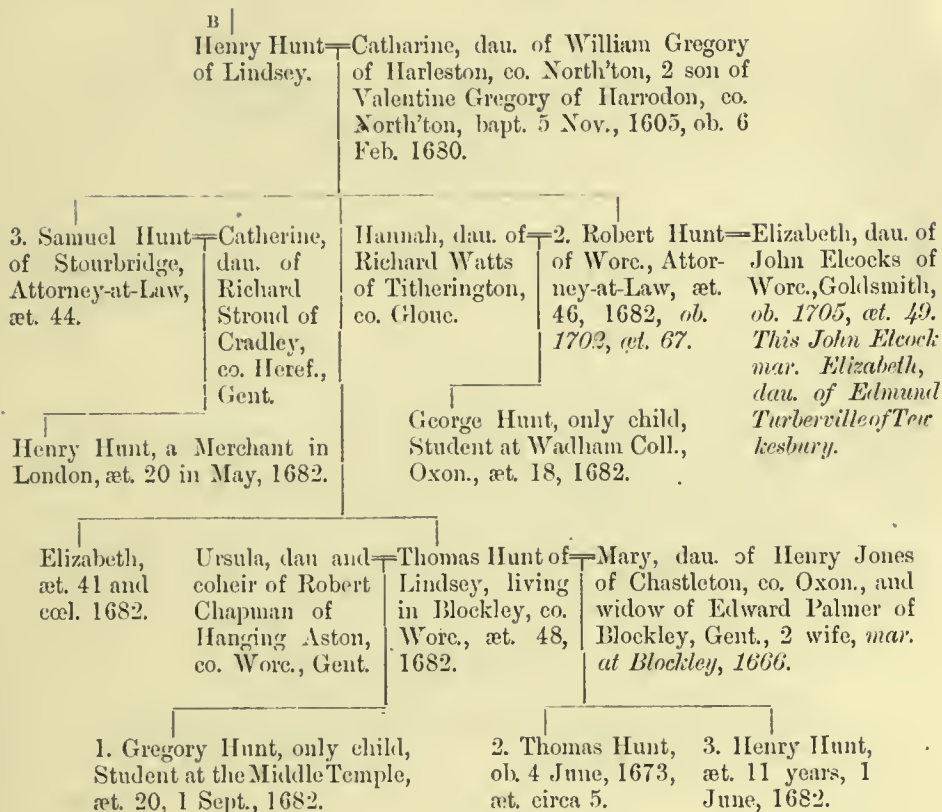 B
Henry Hunt
of Lindsey.
Catharine, dau. of William Gregory
of Harleston, co. North'ton, 2 son of
Valentine Gregory of Harrodon, co.
North'ton, bapt. 5 Nov., 1605, ob. 6
Feb. 1680.
3. Samuel Hunt
of Stourbridge,
Attorney-at-Law,
æt. 44.
Catherine,
dau. of
Richard
Stroud of
Cradley,
co. Heref.,
Gent.
Hannah, dau. of
Richard Watts
of Titherington,
co. Glouc.
2. Robert Hunt
of Worc., Attor-
ney-at-Law, æt.
46, 1682, ob.
1702, æt. 67.
Elizabeth, dau. of
John Elcocks of
Worc., Goldsmith,
ob. 1705, æt. 49.
This John Elcock
mar. Elizabeth,
dau. of Edmund
Turberville of Tew
kesbury.
Henry Hunt, a Merchant in
London, æt. 20 in May, 1682.
George Hunt, only child,
Student at Wadham Coll.,
Oxon., æt. 18, 1682.
Elizabeth,
æt. 41 and
cœl. 1682.
Ursula, dau and
coheir of Robert
Chapman of
Hanging Aston,
co. Worc., Gent.
Thomas Hunt of
Lindsey, living
in Blockley, co.
Worc., æt. 48,
1682.
Mary, dau. of Henry Jones
of Chastleton, co. Oxon., and
widow of Edward Palmer of
Blockley, Gent., 2 wife, mar.
at Blockley, 1666.
1. Gregory Hunt, only child,
Student at the Middle Temple,
æt. 20, 1 Sept., 1682.
2. Thomas Hunt,
ob. 4 June, 1673,
æt. circa 5.
3. Henry Hunt,
æt. 11 years, 1
June, 1682.